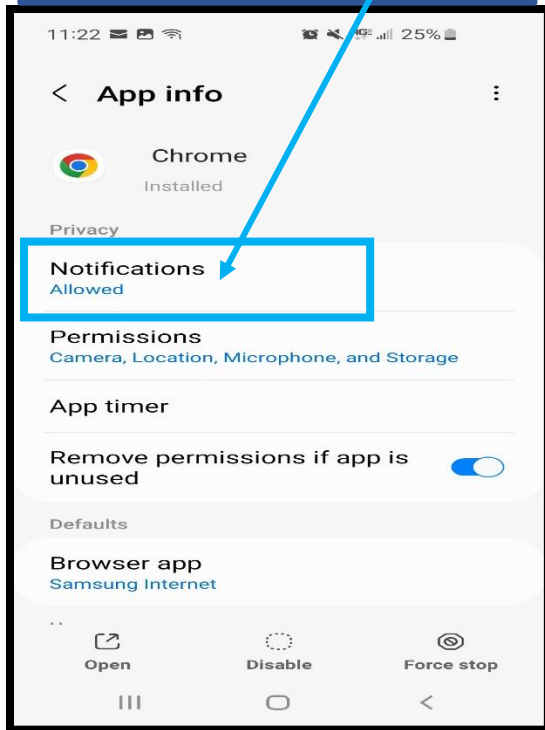 11:22 25%
App info
Chrome
Installed
Privacy
Notifications
Allowed
Permissions
Camera, Location, Microphone, and Storage
App timer
Remove permissions if app is
unused
Defaults
Browser app
Samsung Internet
Open Disable Force stop